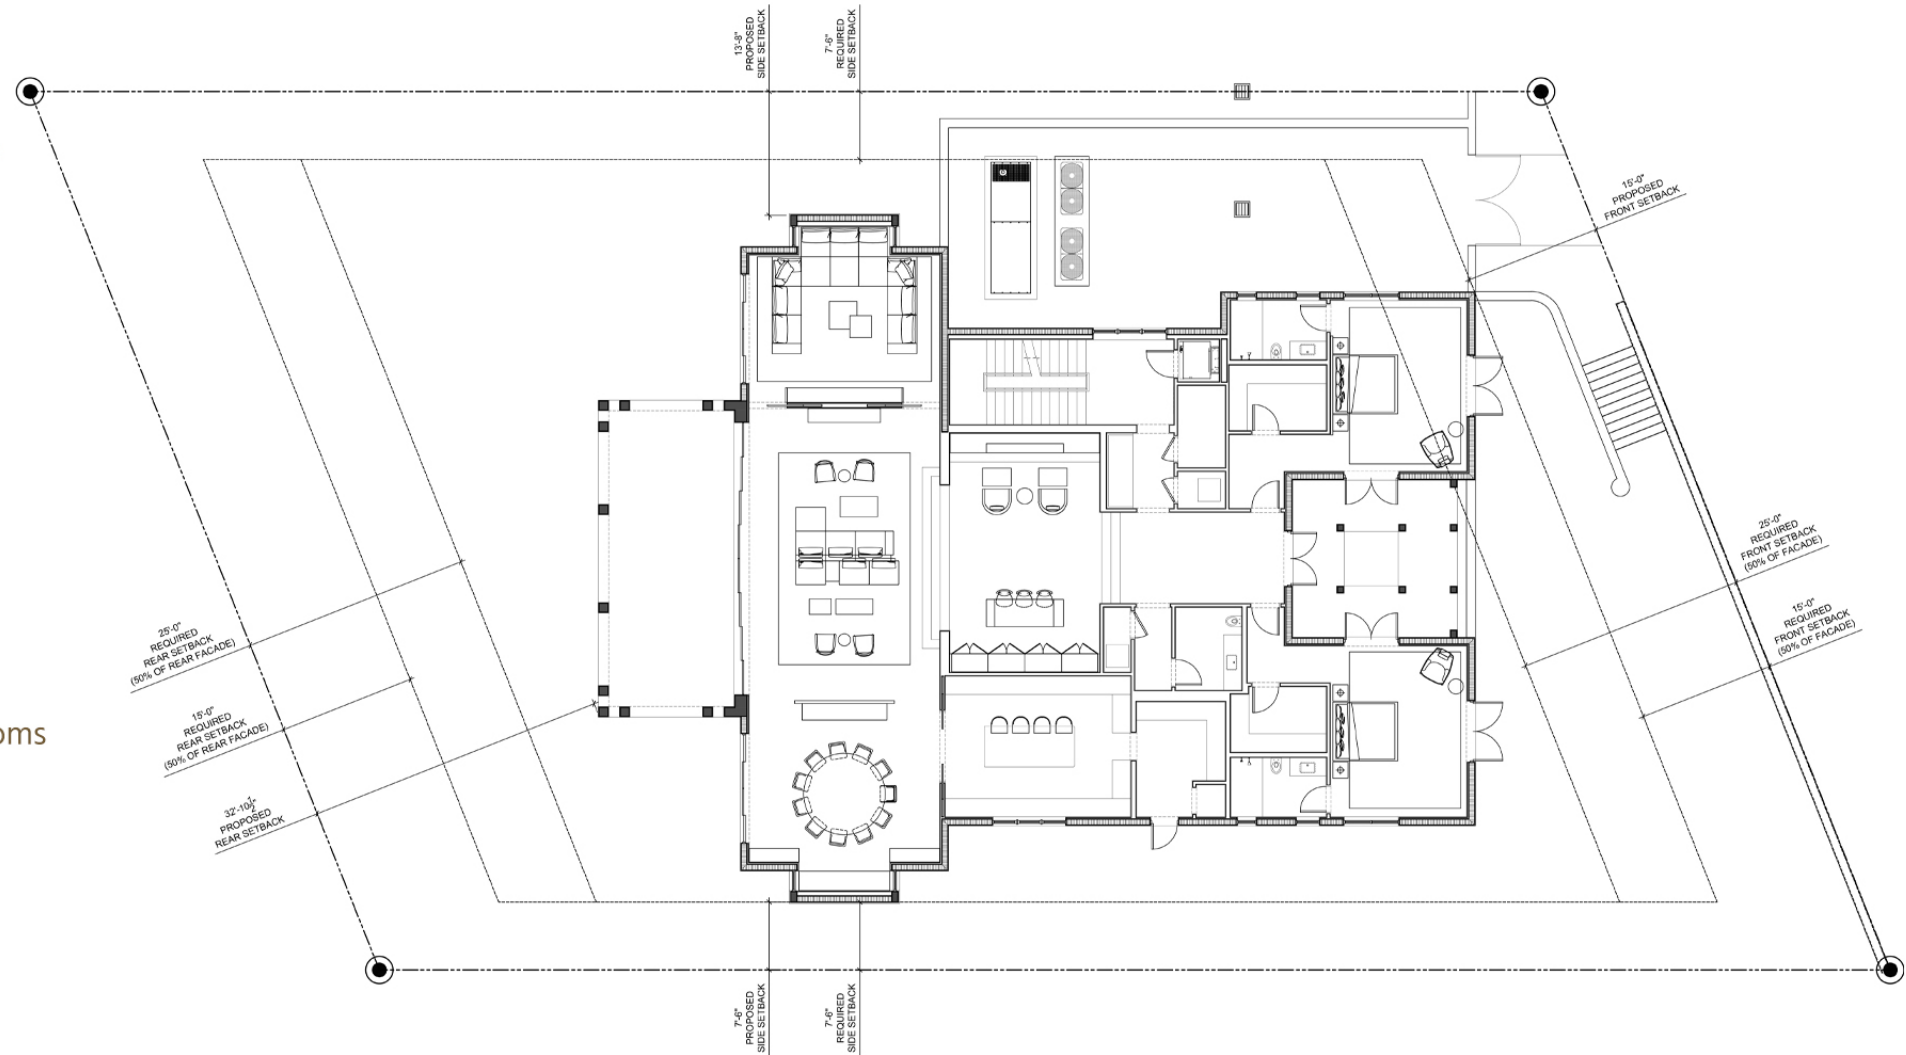 13'-8"
PROPOSED
SIDE SETBACK
7'-6"
REQUIRED
SIDE SETBACK
15'-0"
PROPOSED
FRONT SETBACK
25'-0"
REQUIRED
FRONT SETBACK
(50% OF FACADE)
15'-0"
REQUIRED
FRONT SETBACK
(50% OF FACADE)
25'-0"
REQUIRED
REAR SETBACK
(50% OF REAR FACADE)
15'-0"
REQUIRED
REAR SETBACK
(50% OF REAR FACADE)
oms
32'-10 1/2"
PROPOSED
REAR SETBACK
7'-6"
PROPOSED
SIDE SETBACK
7'-6"
REQUIRED
SIDE SETBACK